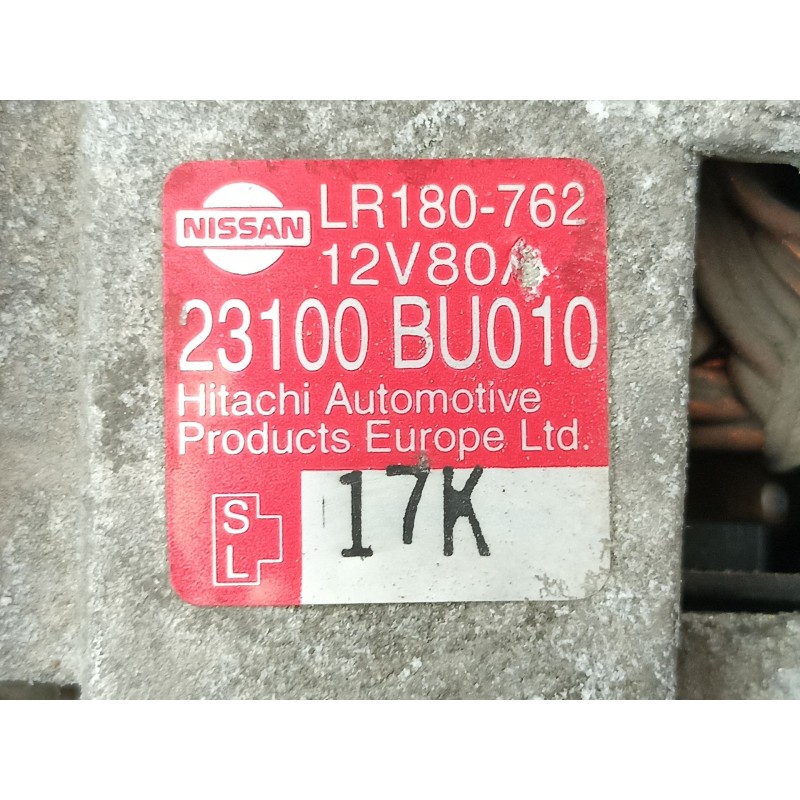 NISSAN
LR180-762
12V80A
23100 BU010
Hitachi Automotive
Products Europe Ltd.
S
L
17K